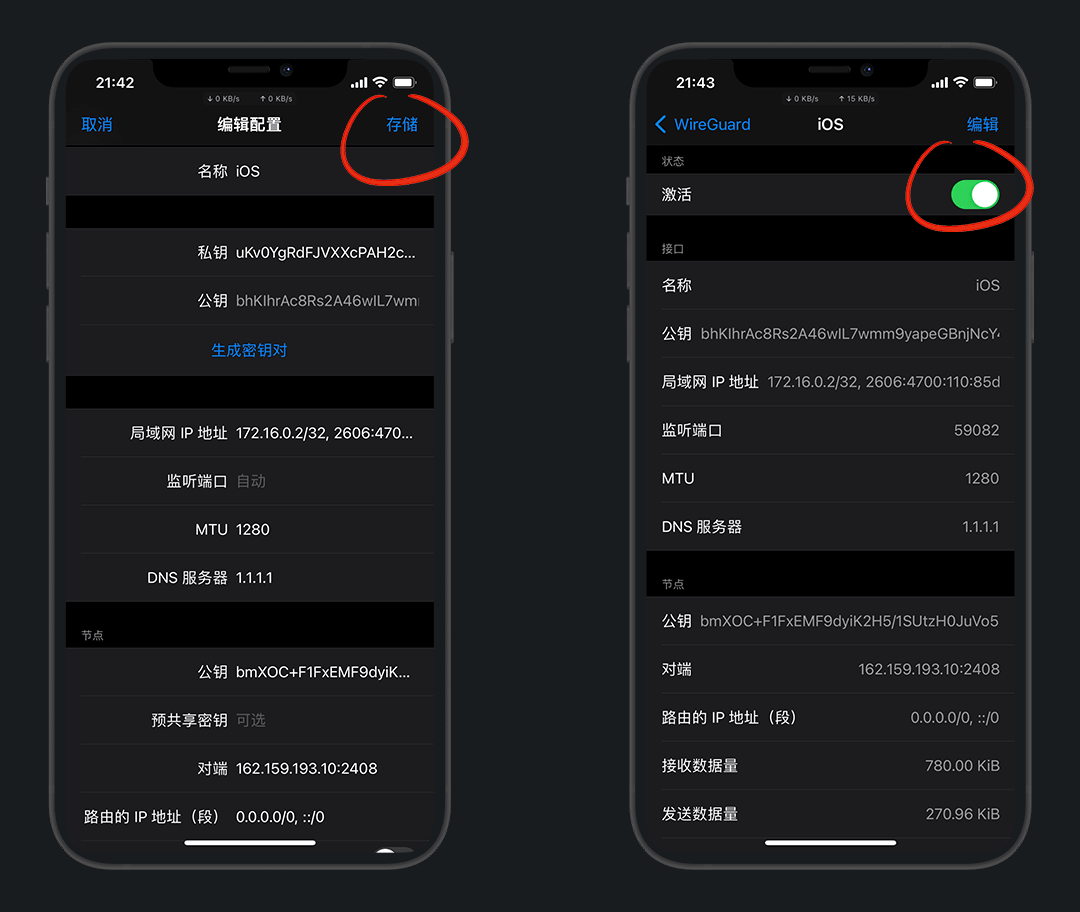 21:42
↓ 0 KB/s ↑ 0 KB/s
取消 编辑配置 存储
名称 iOS
私钥 uKv0YgRdFJVXXcPAH2c...
公钥 bhKIhrAc8Rs2A46wIL7wm
生成密钥对
局域网 IP 地址 172.16.0.2/32, 2606:470...
监听端口 自动
MTU 1280
DNS 服务器 1.1.1.1
节点
公钥 bmXOC+F1FxEMF9dyiK...
预共享密钥 可选
对端 162.159.193.10:2408
路由的 IP 地址（段） 0.0.0.0/0, ::/0
21:43
↓ 0 KB/s ↑ 15 KB/s
WireGuard iOS 编辑
状态
激活
接口
名称 iOS
公钥 bhKIhrAc8Rs2A46wIL7wmm9yapeGBnjNcY
局域网 IP 地址 172.16.0.2/32, 2606:4700:110:85d
监听端口 59082
MTU 1280
DNS 服务器 1.1.1.1
节点
公钥 bmXOC+F1FxEMF9dyiK2H5/1SUtzH0JuVo5
对端 162.159.193.10:2408
路由的 IP 地址（段） 0.0.0.0/0, ::/0
接收数据量 780.00 KiB
发送数据量 270.96 KiB